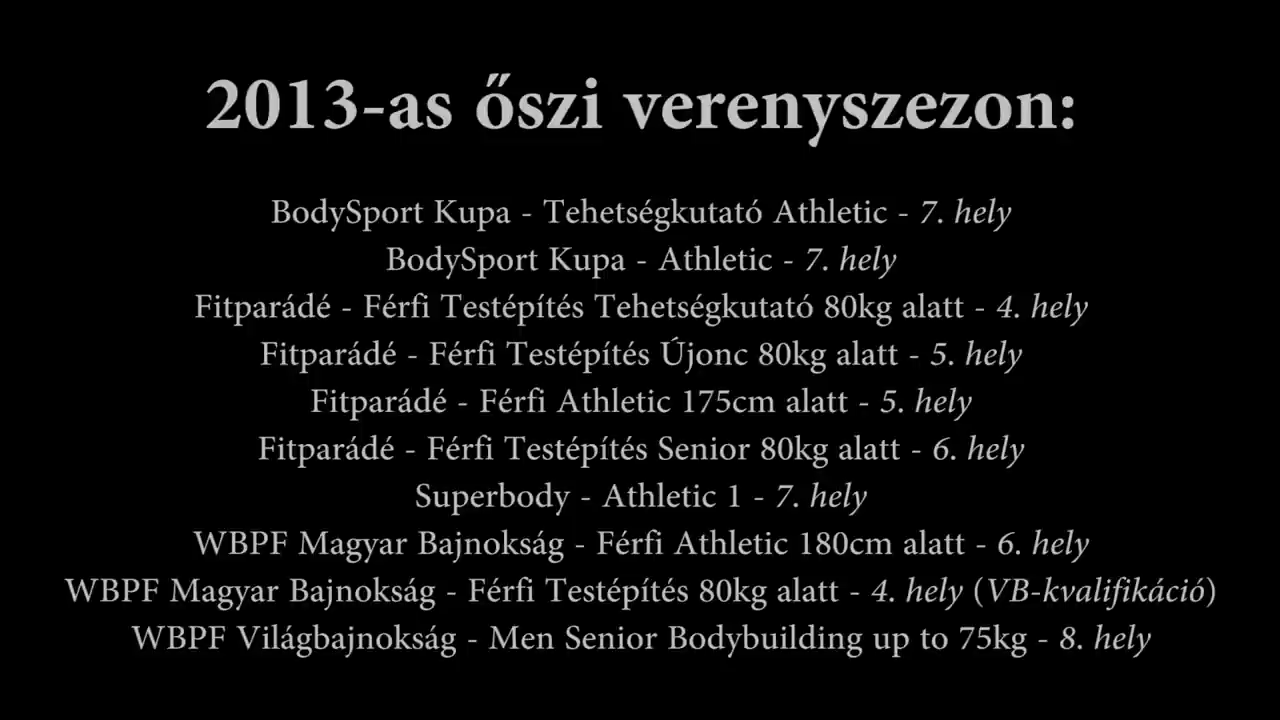 2013-as őszi verenyszezon:
BodySport Kupa - Tehetségkutató Athletic - 7. hely
BodySport Kupa - Athletic - 7. hely
Fitparádé - Férfi Testépítés Tehetségkutató 80kg alatt - 4. hely
Fitparádé - Férfi Testépítés Újonc 80kg alatt - 5. hely
Fitparádé - Férfi Athletic 175cm alatt - 5. hely
Fitparádé - Férfi Testépítés Senior 80kg alatt - 6. hely
Superbody - Athletic 1 - 7. hely
WBPF Magyar Bajnokság - Férfi Athletic 180cm alatt - 6. hely
WBPF Magyar Bajnokság - Férfi Testépítés 80kg alatt - 4. hely (VB-kvalifikáció)
WBPF Világbajnokság - Men Senior Bodybuilding up to 75kg - 8. hely